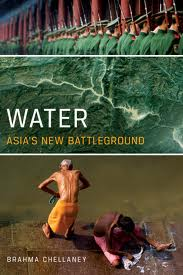 WATER
ASIA'S NEW BATTLEGROUND
BRAHMA CHELLANEY